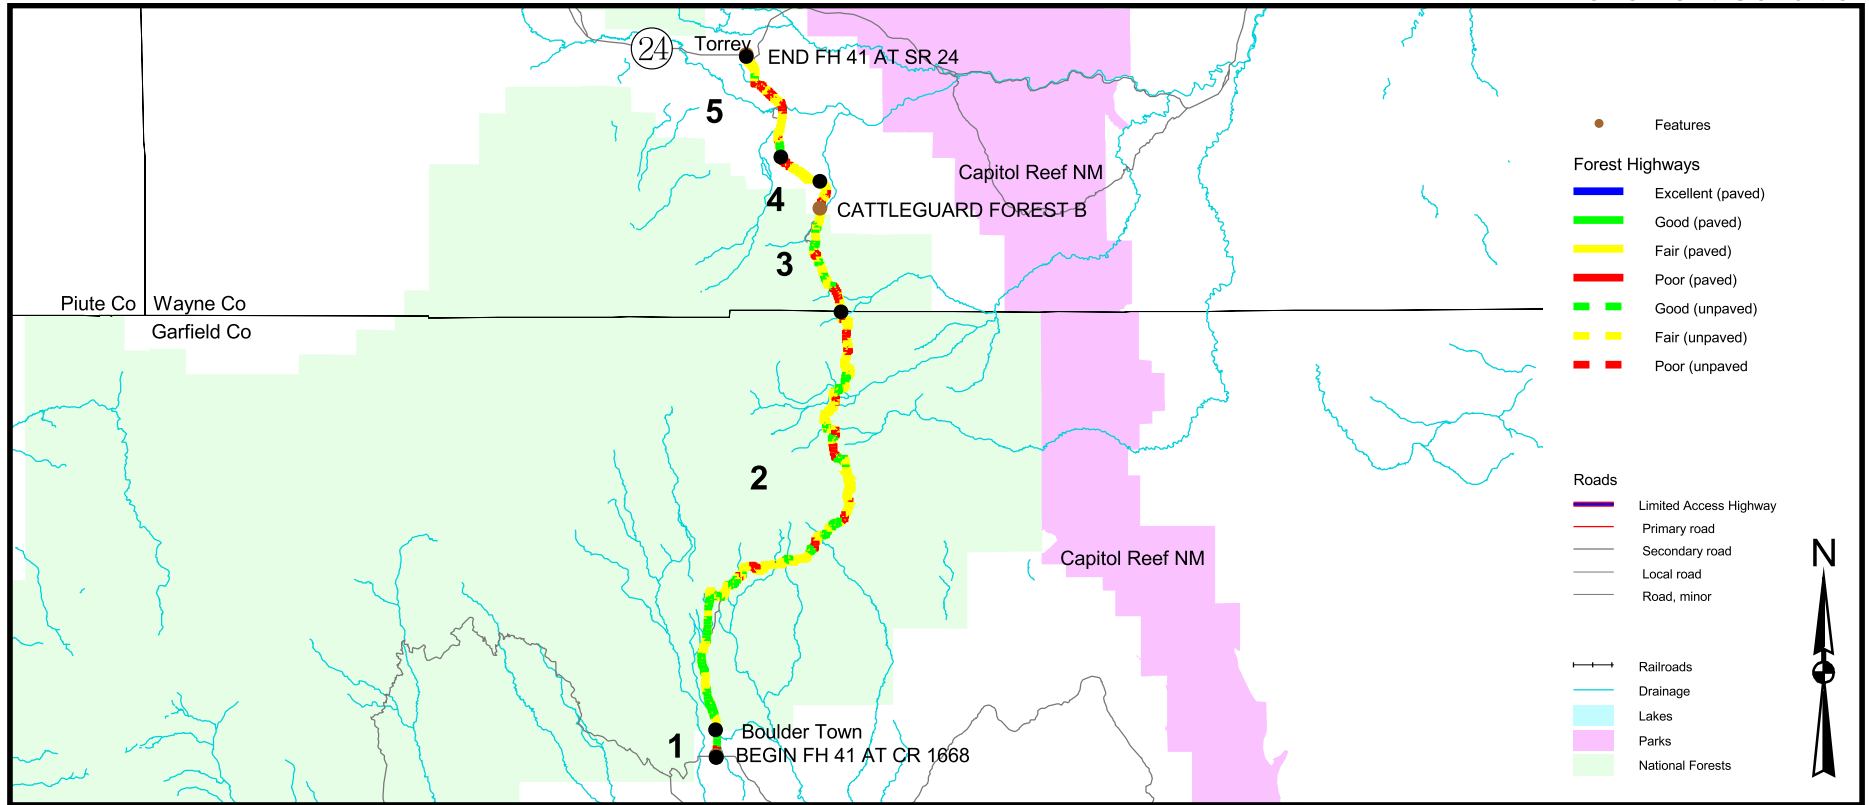 24
Torrey
END FH 41 AT SR 24
5
Capitol Reef NM
4
CATTLEGUARD FOREST B
3
Piute Co
Wayne Co
Garfield Co
2
Capitol Reef NM
1
Boulder Town
BEGIN FH 41 AT CR 1668
Features
Forest Highways
Excellent (paved)
Good (paved)
Fair (paved)
Poor (paved)
Good (unpaved)
Fair (unpaved)
Poor (unpaved
Roads
Limited Access Highway
Primary road
Secondary road
Local road
Road, minor
Railroads
Drainage
Lakes
Parks
National Forests
N